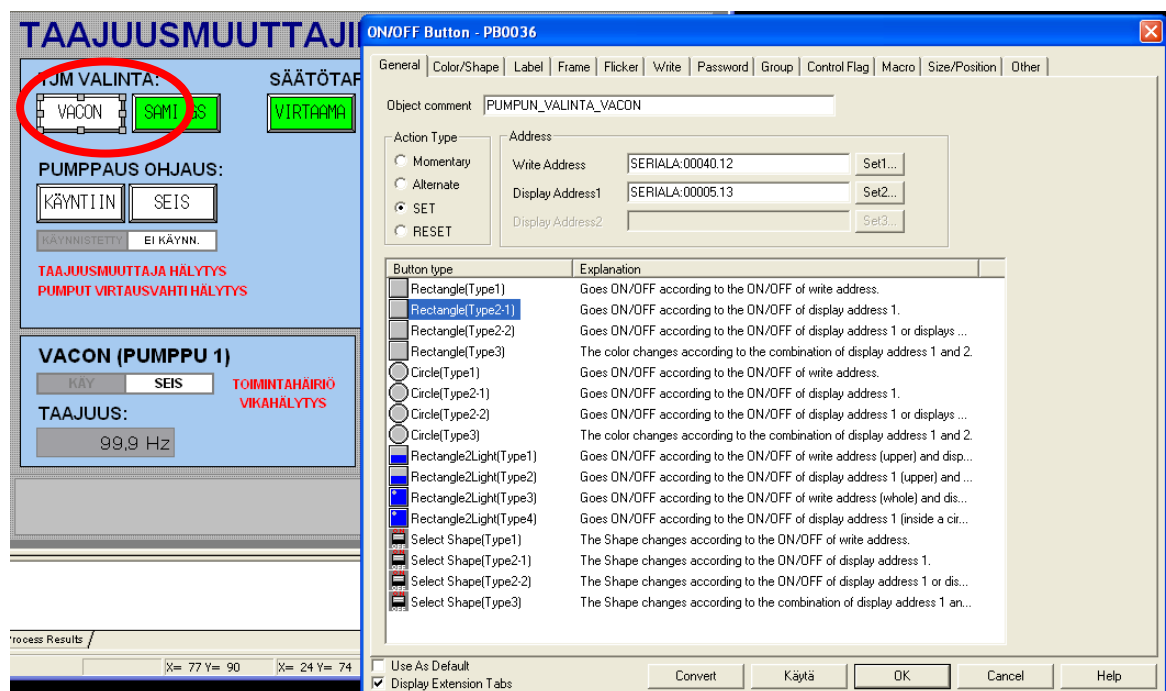 TAAJUUSMUUTTAJI
TJM VALINTA:
SÄÄTÖTAP
VACON
SAMI GS
VIRTAAMA
PUMPPAUS OHJAUS:
KÄYNTIIN
SEIS
KÄYNNISTETTY
EI KÄYNN.
TAAJUUSMUUTTAJA HÄLYTYS
PUMPUT VIRTAUSVAHTI HÄLYTYS
VACON (PUMPPU 1)
KÄY
SEIS
TOIMINTAHÄIRIÖ
VIKAHÄLYTYS
TAAJUUS:
99,9 Hz
rocess Results
X= 77 Y= 90
X= 24 Y= 74
ON/OFF Button - PB0036
General Color/Shape Label Frame Flicker Write Password Group Control Flag Macro Size/Position Other
Object comment PUMPUN_VALINTA_VACON
Action Type
Momentary
Alternate
SET
RESET
Address
Write Address SERIALA:00040.12 Set1...
Display Address1 SERIALA:00005.13 Set2...
Display Address2 Set3...
Button type Explanation
Rectangle(Type1) Goes ON/OFF according to the ON/OFF of write address.
Rectangle(Type2-1) Goes ON/OFF according to the ON/OFF of display address 1.
Rectangle(Type2-2) Goes ON/OFF according to the ON/OFF of display address 1 or displays ...
Rectangle(Type3) The color changes according to the combination of display address 1 and 2.
Circle(Type1) Goes ON/OFF according to the ON/OFF of write address.
Circle(Type2-1) Goes ON/OFF according to the ON/OFF of display address 1.
Circle(Type2-2) Goes ON/OFF according to the ON/OFF of display address 1 or displays ...
Circle(Type3) The color changes according to the combination of display address 1 and 2.
Rectangle2Light(Type1) Goes ON/OFF according to the ON/OFF of write address (upper) and disp...
Rectangle2Light(Type2) Goes ON/OFF according to the ON/OFF of display address 1 (upper) and ...
Rectangle2Light(Type3) Goes ON/OFF according to the ON/OFF of write address (whole) and dis...
Rectangle2Light(Type4) Goes ON/OFF according to the ON/OFF of display address 1 (inside a cir...
Select Shape(Type1) The Shape changes according to the ON/OFF of write address.
Select Shape(Type2-1) The Shape changes according to the ON/OFF of display address 1.
Select Shape(Type2-2) The Shape changes according to the ON/OFF of display address 1 or dis...
Select Shape(Type3) The Shape changes according to the combination of display address 1 an...
Use As Default
Display Extension Tabs
Convert Käytä OK Cancel Help